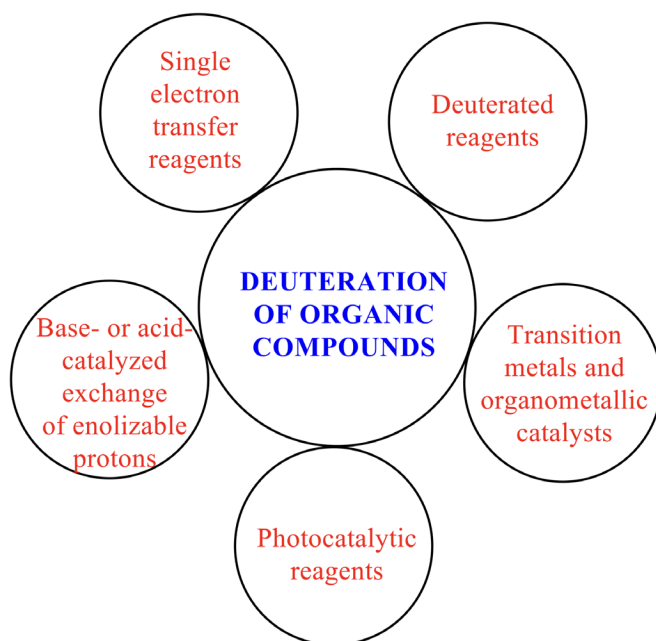 Single
electron
transfer
reagents
Deuterated
reagents
DEUTERATION
OF ORGANIC
COMPOUNDS
Base- or acid-
catalyzed
exchange
of enolizable
protons
Transition
metals and
organometallic
catalysts
Photocatalytic
reagents